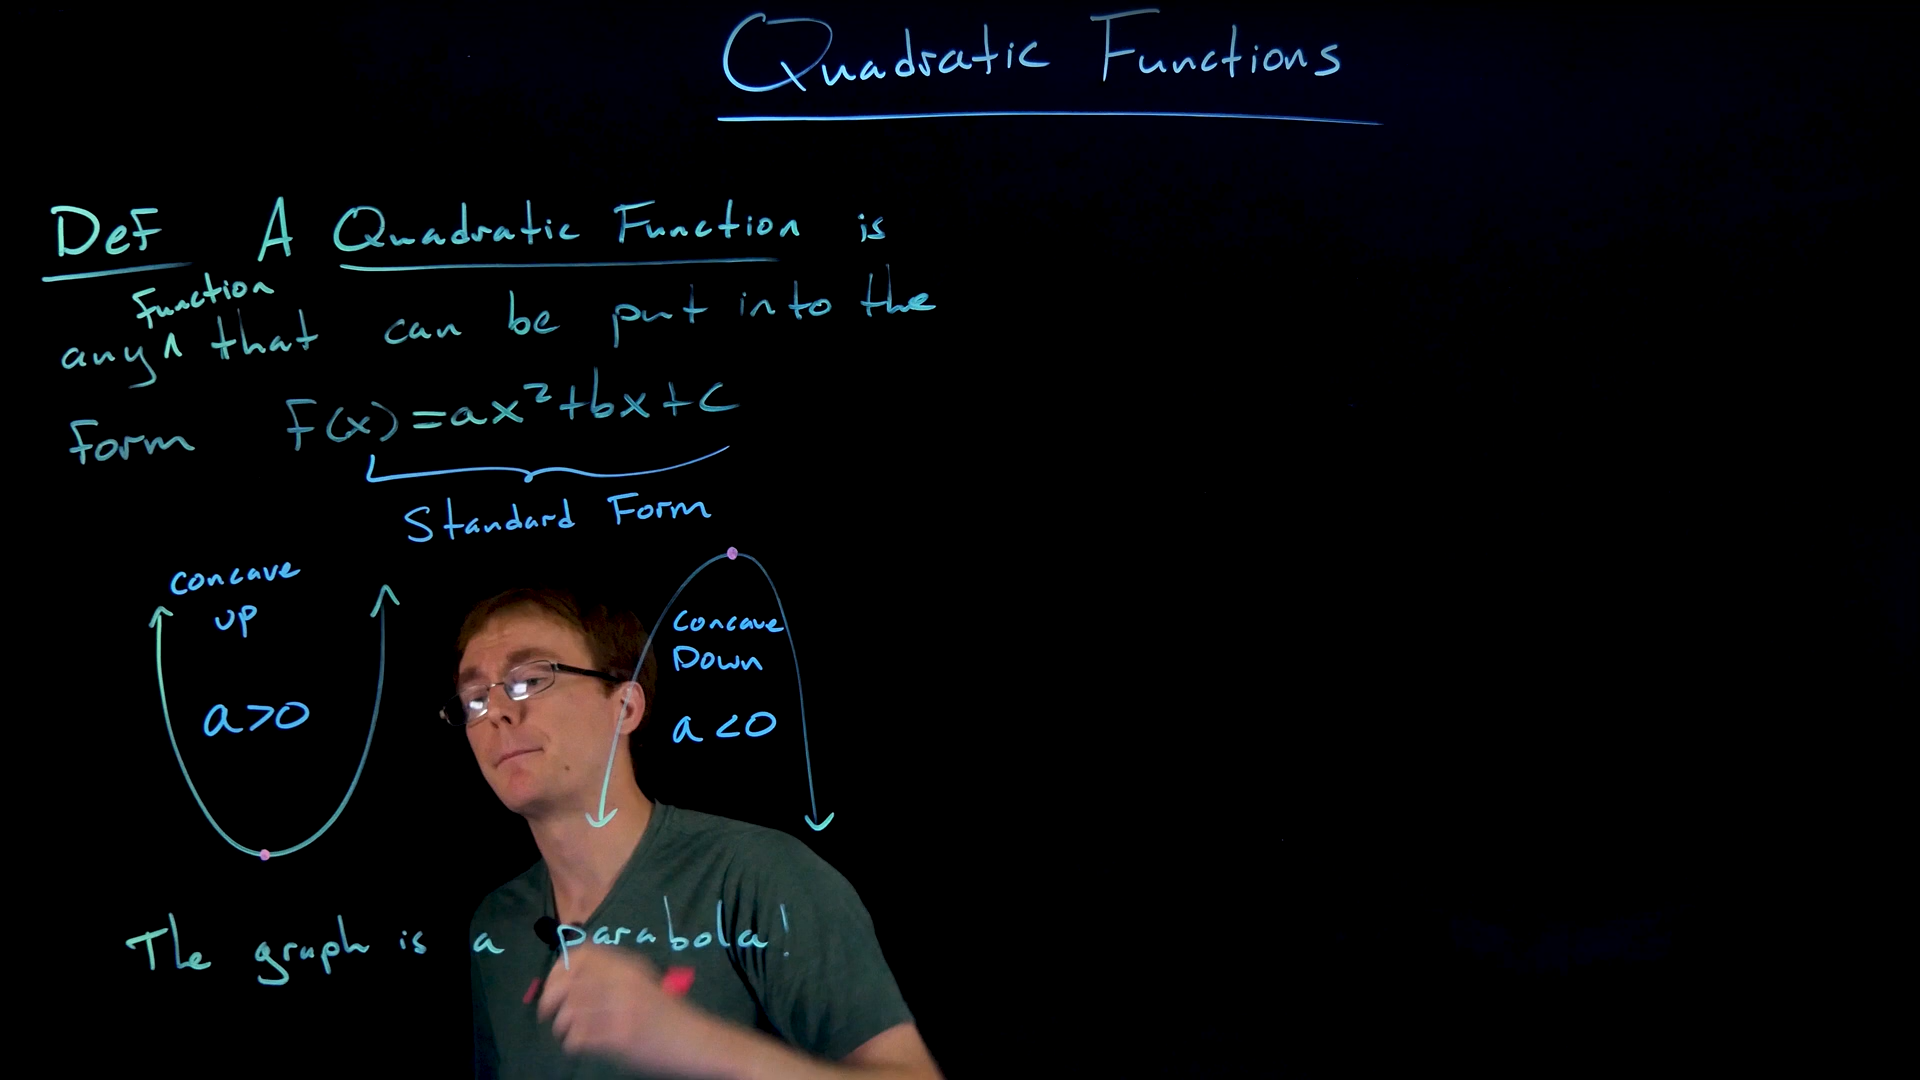 Quadratic Functions
Def A Quadratic Function is
function
any ^ that can be put into the
form f(x) = ax²+bx+c
Standard Form
concave
up
a>0
Concave
Down
a<0
The graph is a parabola!